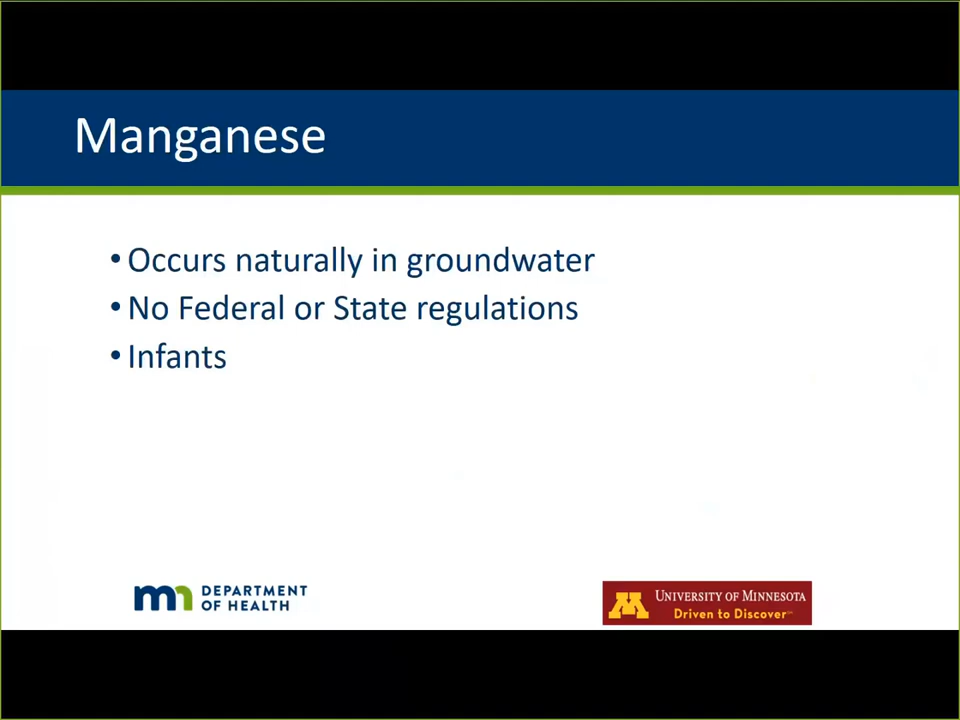 Manganese
• Occurs naturally in groundwater
• No Federal or State regulations
• Infants
mn DEPARTMENT
OF HEALTH
M UNIVERSITY OF MINNESOTA
Driven to Discover